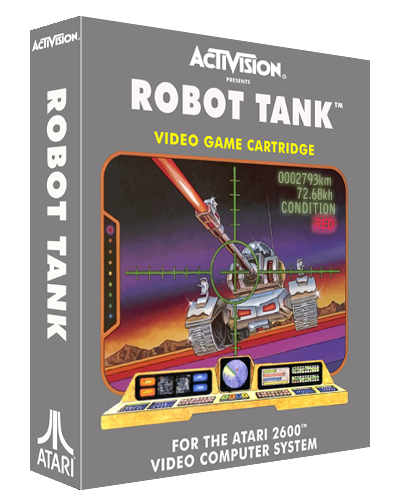 ACTIVISION®
ROBOT TANK
ATARI
ACTIVISION®
PRESENTS
ROBOT TANK™
VIDEO GAME CARTRIDGE
0002793km
72.68kh
CONDITION
RED
FOR THE ATARI 2600™
VIDEO COMPUTER SYSTEM